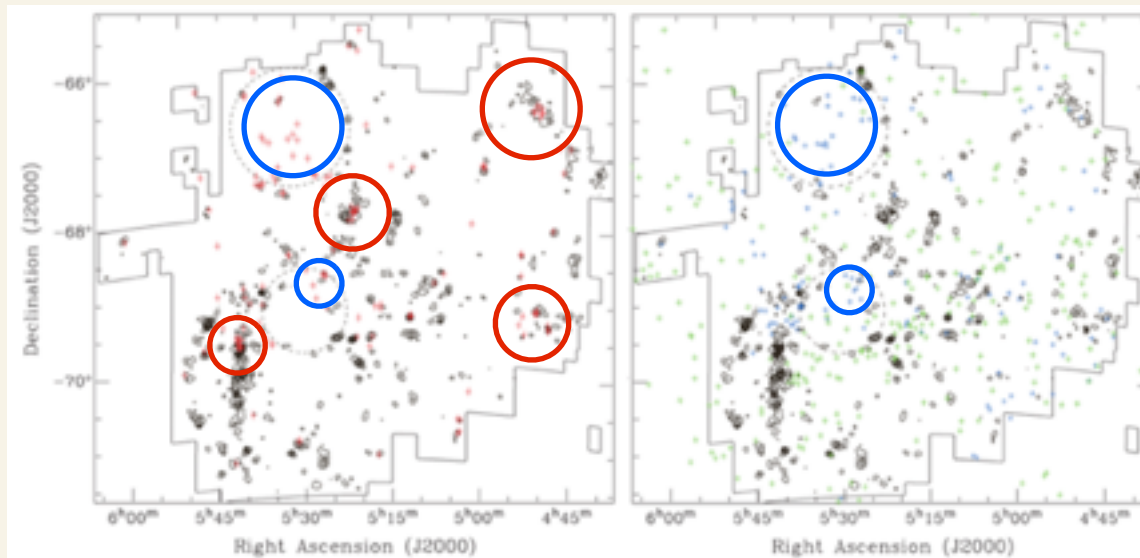 -66°
-68°
-70°
Declination (J2000)
6ʰ00ᵐ 5ʰ45ᵐ 5ʰ30ᵐ 5ʰ15ᵐ 5ʰ00ᵐ 4ʰ45ᵐ
Right Ascension (J2000)
6ʰ00ᵐ 5ʰ45ᵐ 5ʰ30ᵐ 5ʰ15ᵐ 5ʰ00ᵐ 4ʰ45ᵐ
Right Ascension (J2000)